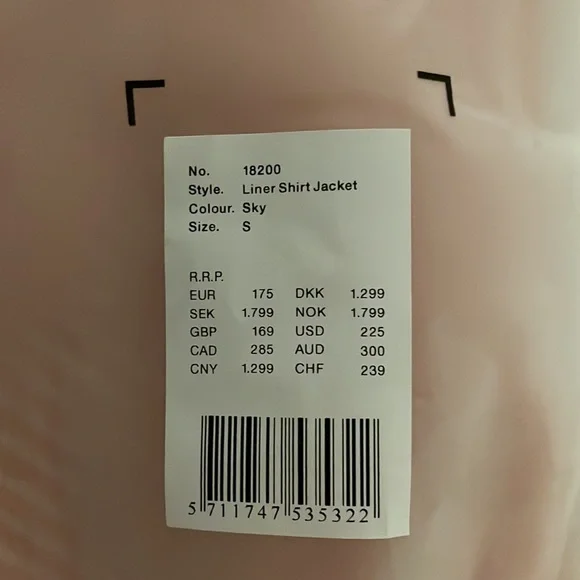 No. 18200
Style. Liner Shirt Jacket
Colour. Sky
Size. S
R.R.P.
EUR 175 DKK 1.299
SEK 1.799 NOK 1.799
GBP 169 USD 225
CAD 285 AUD 300
CNY 1.299 CHF 239
5 711747 535322